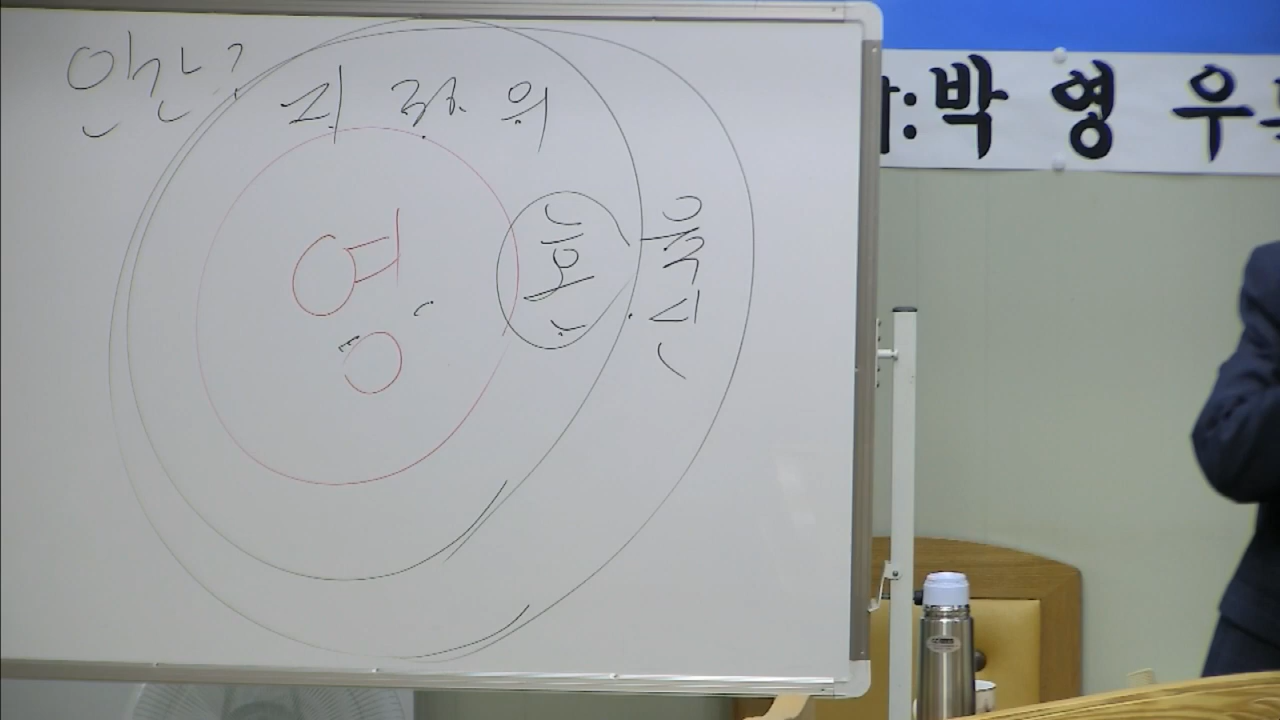 인간?
지 정 의
영
혼
육신
:박 영 우